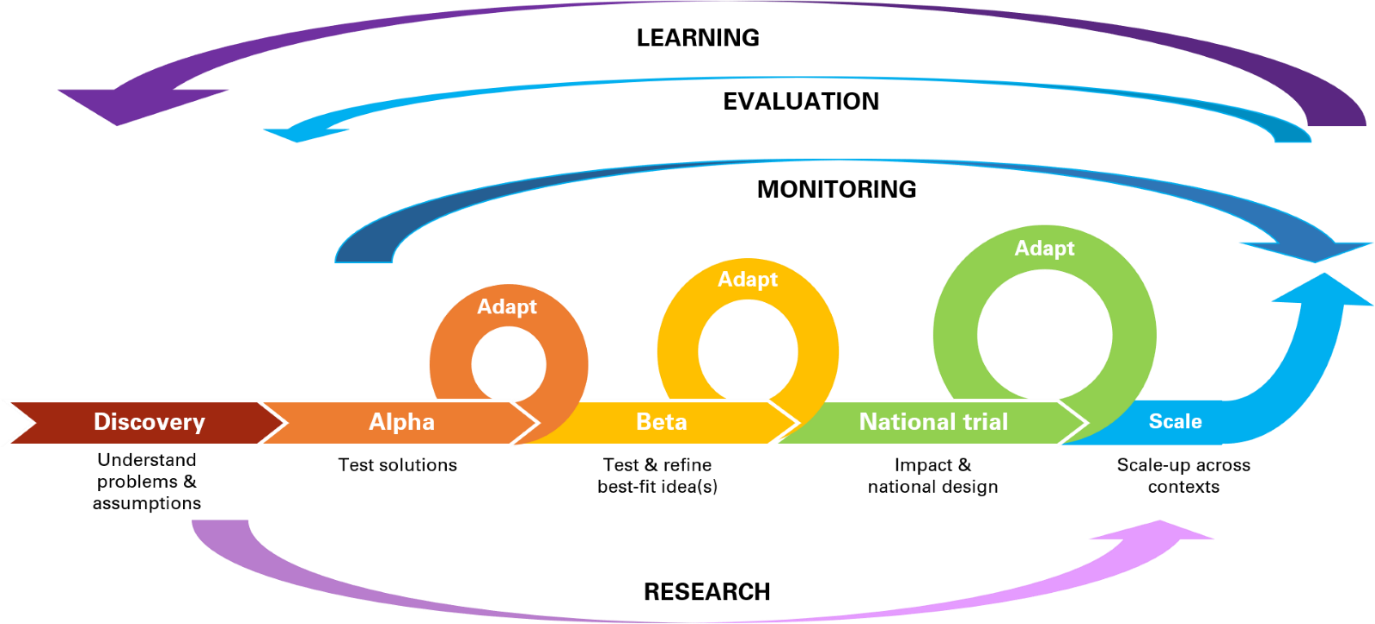 LEARNING
EVALUATION
MONITORING
Adapt
Adapt
Adapt
Discovery
Alpha
Beta
National trial
Scale
Understand
problems &
assumptions
Test solutions
Test & refine
best-fit idea(s)
Impact &
national design
Scale-up across
contexts
RESEARCH